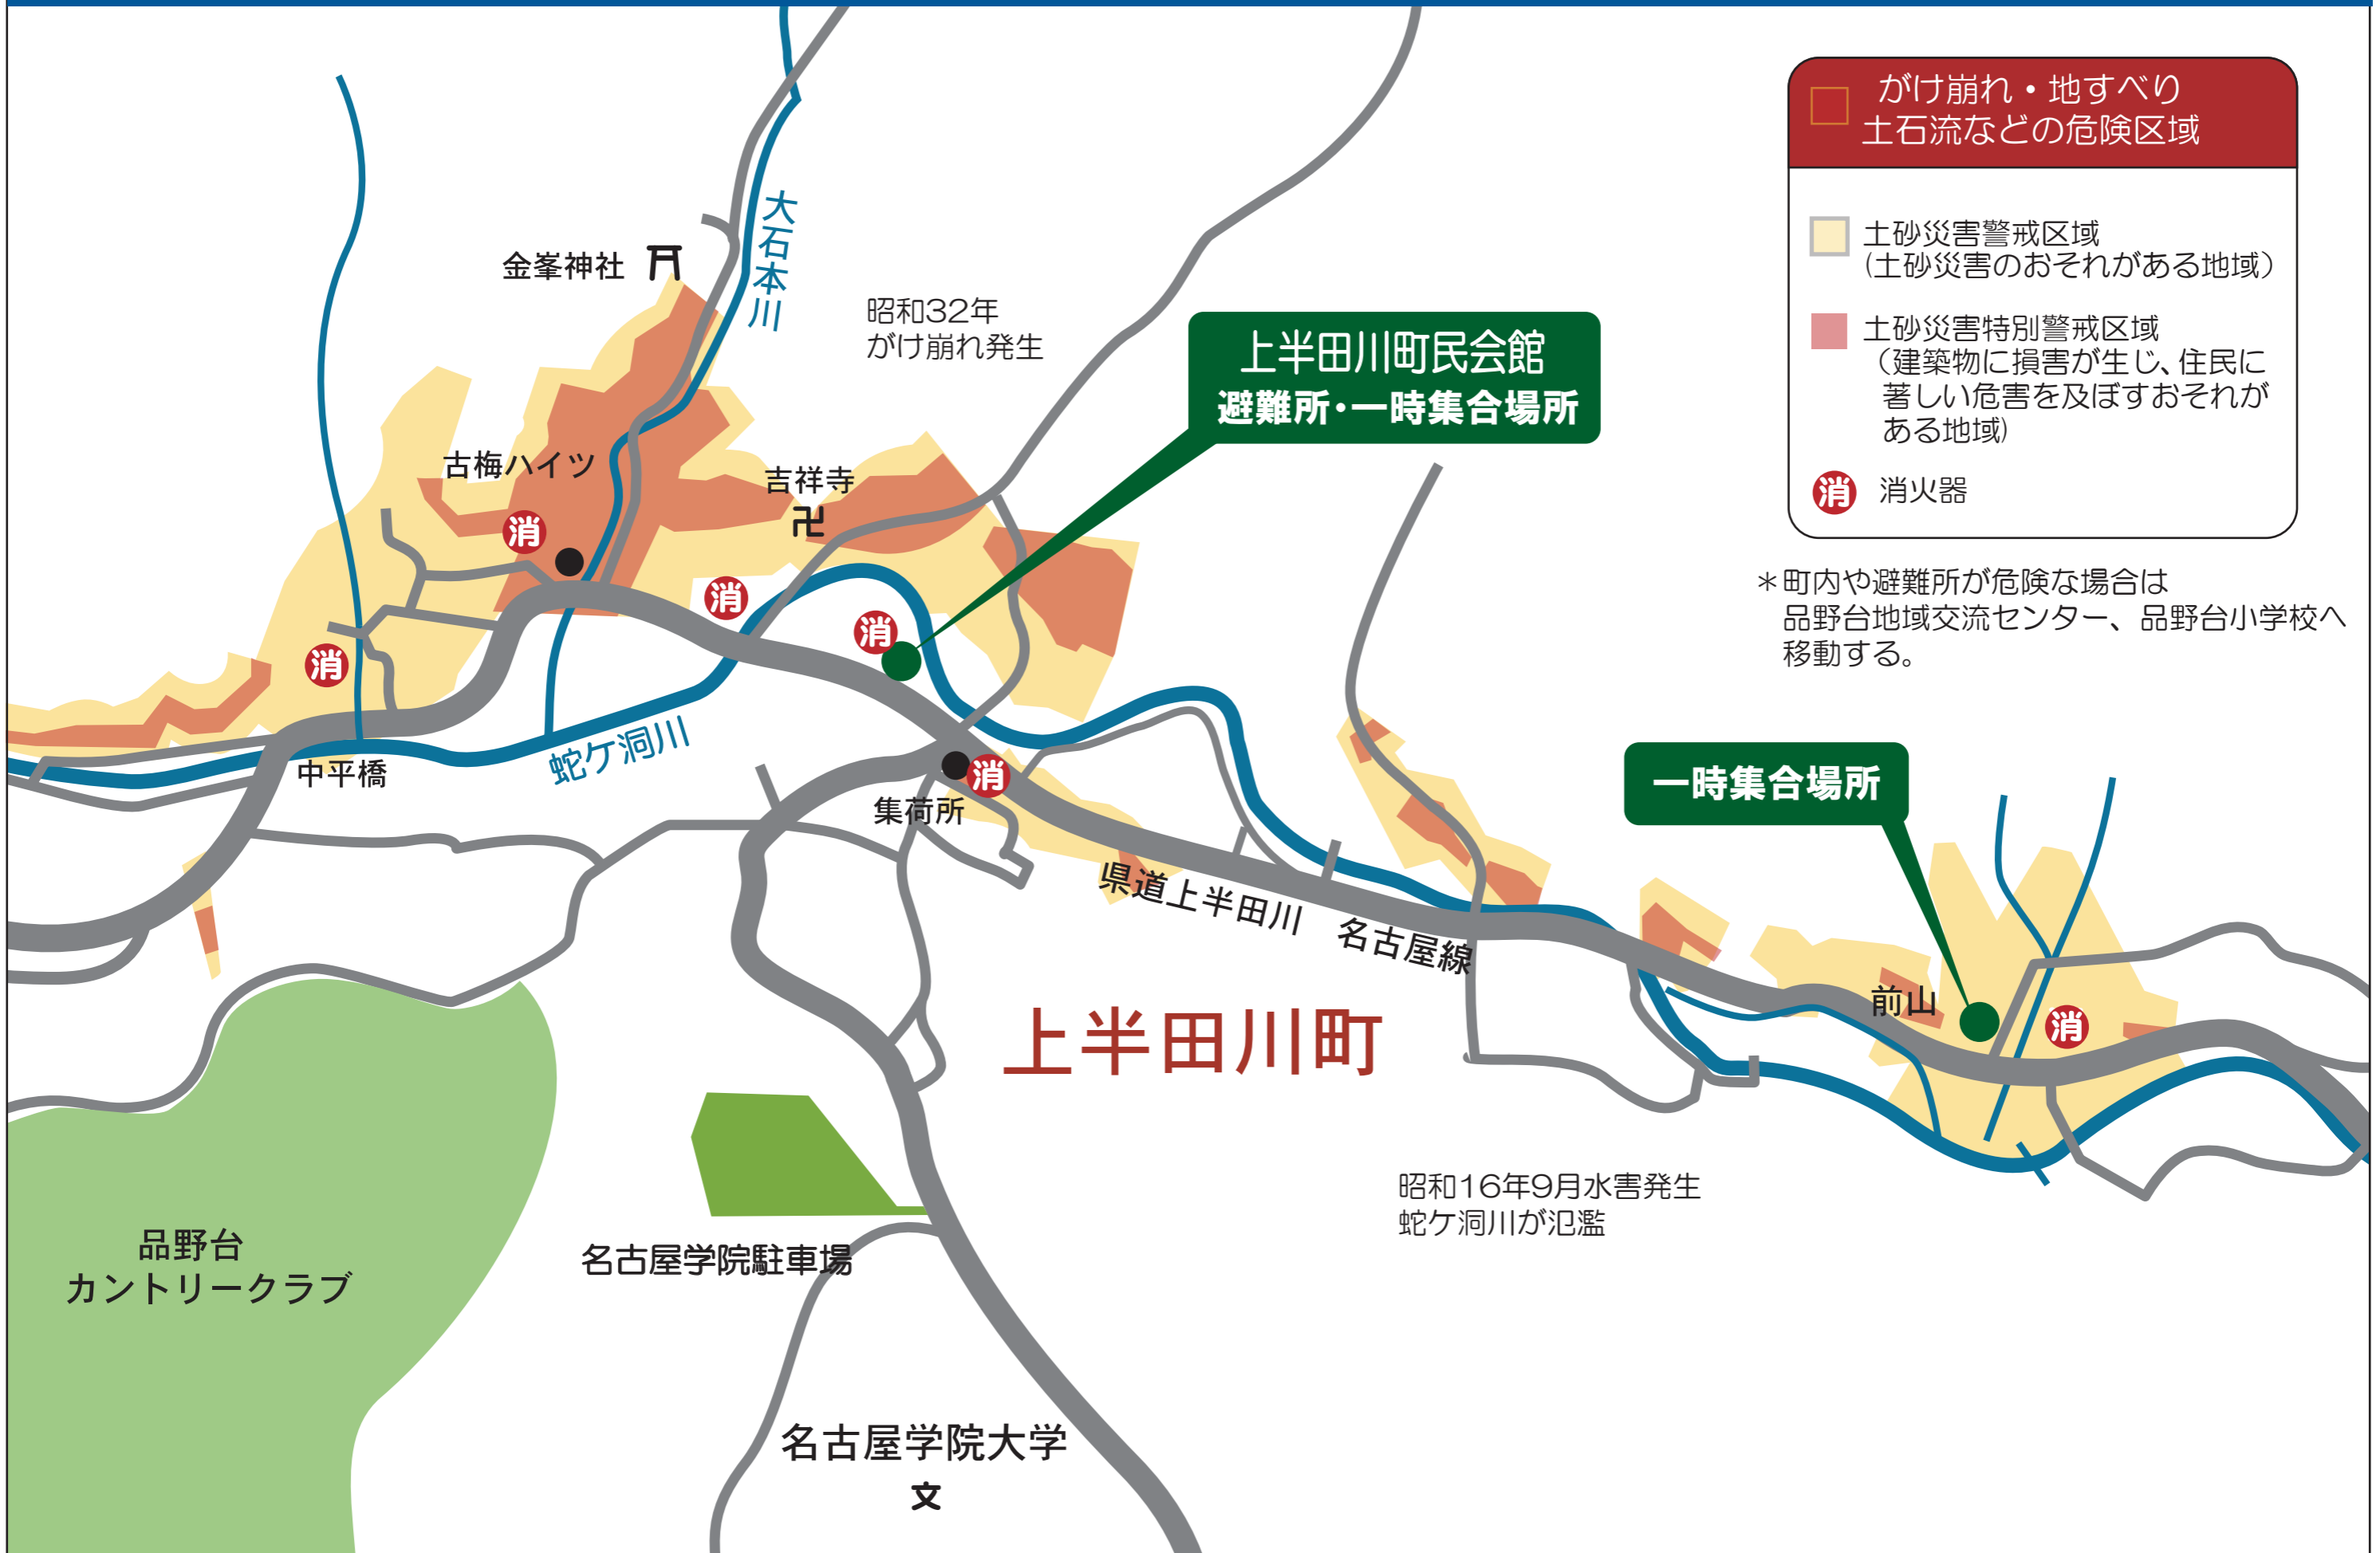 がけ崩れ・地すべり
土石流などの危険区域
土砂災害警戒区域
(土砂災害のおそれがある地域)
土砂災害特別警戒区域
(建築物に損害が生じ、住民に
著しい危害を及ぼすおそれが
ある地域)
消
消火器
*町内や避難所が危険な場合は
品野台地域交流センター、品野台小学校へ
移動する。
金峯神社
大石本川
昭和32年
がけ崩れ発生
上半田川町民会館
避難所・一時集合場所
古梅ハイツ
吉祥寺
消
消
消
消
中平橋
蛇ケ洞川
集荷所
消
一時集合場所
県道上半田川 名古屋線
前山
消
上半田川町
昭和16年9月水害発生
蛇ケ洞川が氾濫
品野台
カントリークラブ
名古屋学院駐車場
名古屋学院大学
文